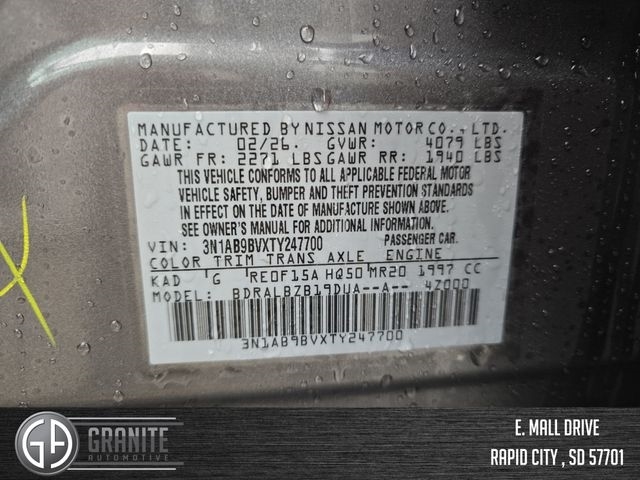 MANUFACTURED BY NISSAN MOTOR CO., LTD.
DATE: 02/26. GVWR: 4079 LBS
GAWR FR: 2271 LBS GAWR RR: 1940 LBS
THIS VEHICLE CONFORMS TO ALL APPLICABLE FEDERAL MOTOR
VEHICLE SAFETY, BUMPER AND THEFT PREVENTION STANDARDS
IN EFFECT ON THE DATE OF MANUFACTURE SHOWN ABOVE.
SEE OWNER'S MANUAL FOR ADDITIONAL INFORMATION.
VIN: 3N1AB9BVXTY247700 PASSENGER CAR.
COLOR TRIM TRANS AXLE ENGINE
KAD G RE0F15A HQ50 MR20 1997 CC
MODEL: BDRALBZB19DUA--A-- 4Z000
3N1AB9BVXTY247700
GA GRANITE
AUTOMOTIVE
E. MALL DRIVE
RAPID CITY , SD 57701